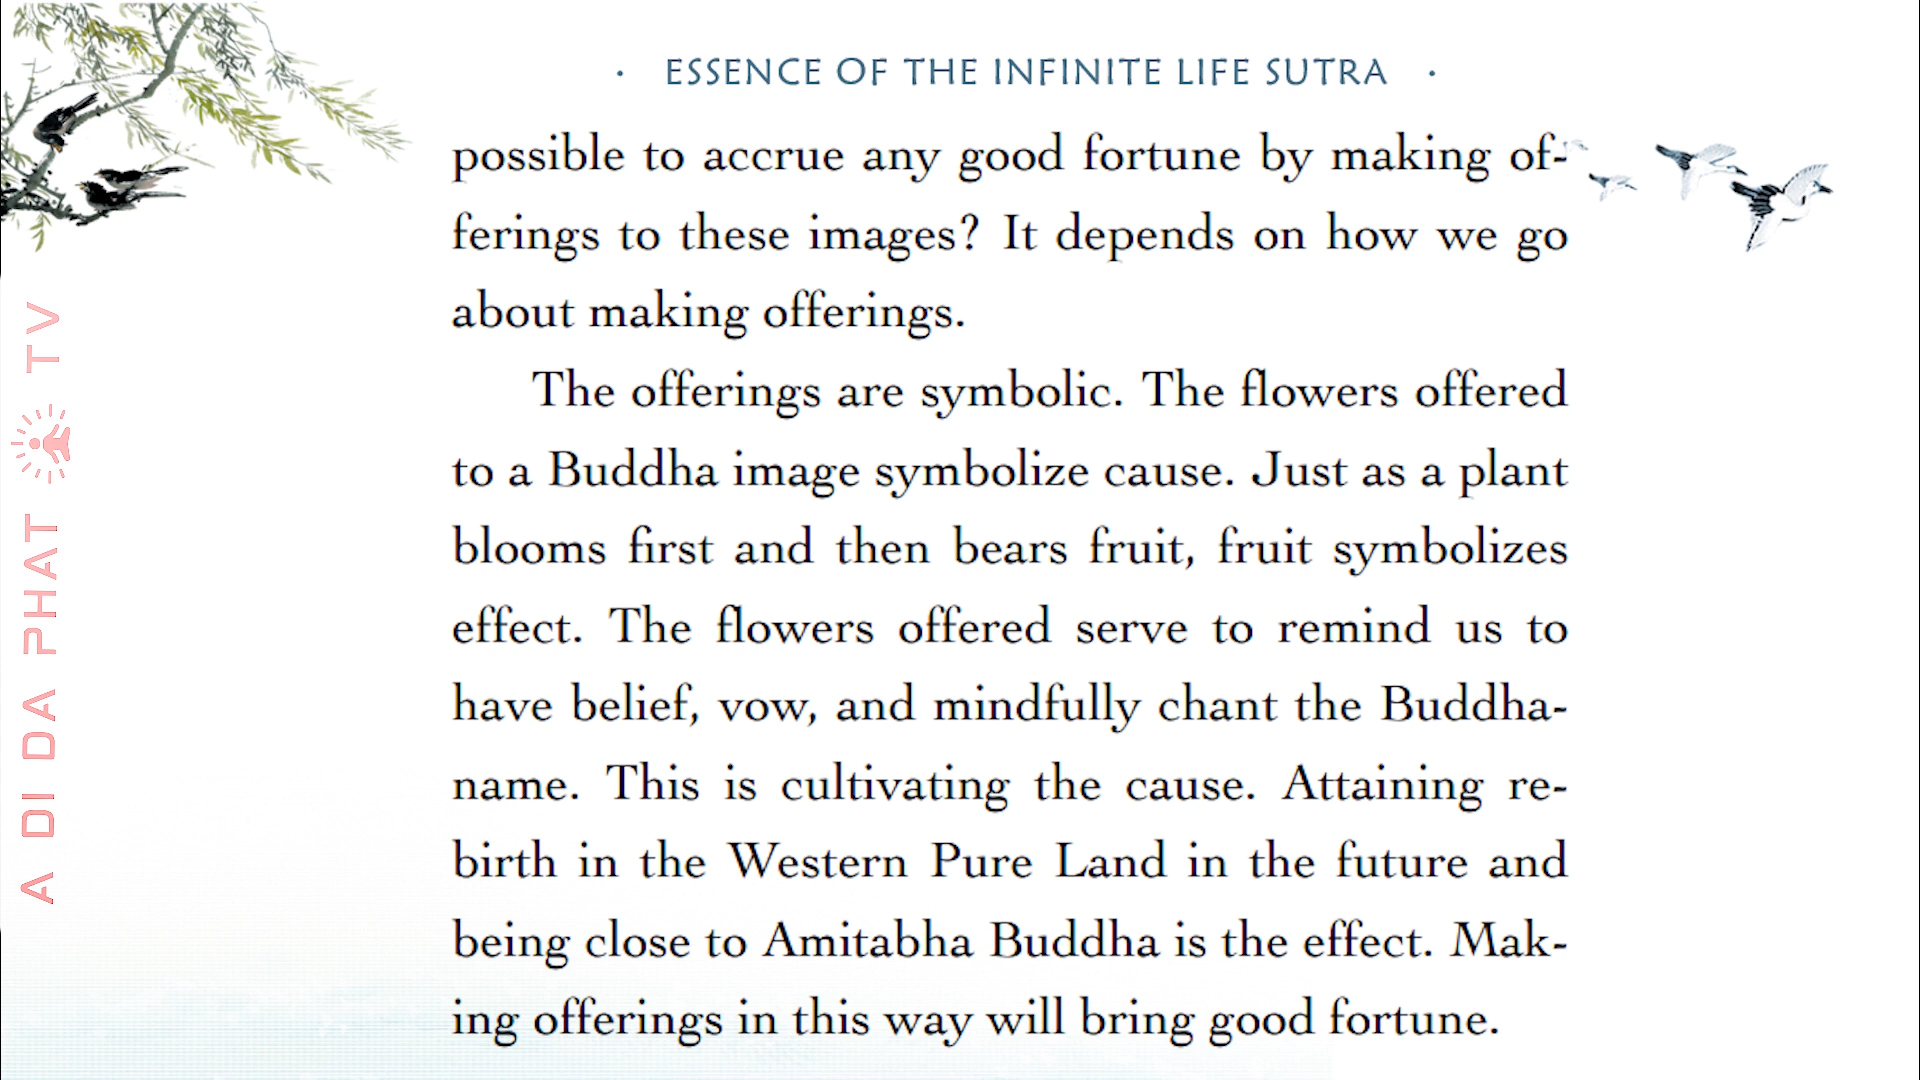 · ESSENCE OF THE INFINITE LIFE SUTRA ·
possible to accrue any good fortune by making of-
ferings to these images? It depends on how we go
about making offerings.
The offerings are symbolic. The flowers offered
to a Buddha image symbolize cause. Just as a plant
blooms first and then bears fruit, fruit symbolizes
effect. The flowers offered serve to remind us to
have belief, vow, and mindfully chant the Buddha-
name. This is cultivating the cause. Attaining re-
birth in the Western Pure Land in the future and
being close to Amitabha Buddha is the effect. Mak-
ing offerings in this way will bring good fortune.
A DI DA PHAT TV